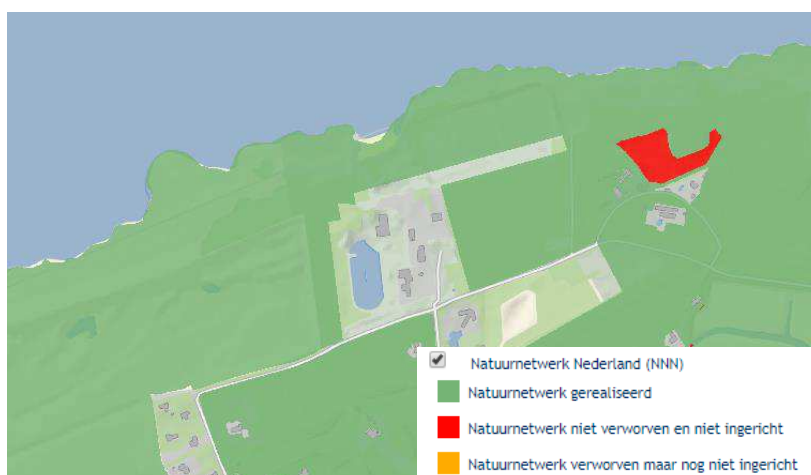 Natuurnetwerk Nederland (NNN)
Natuurnetwerk gerealiseerd
Natuurnetwerk niet verworven en niet ingericht
Natuurnetwerk verworven maar nog niet ingericht